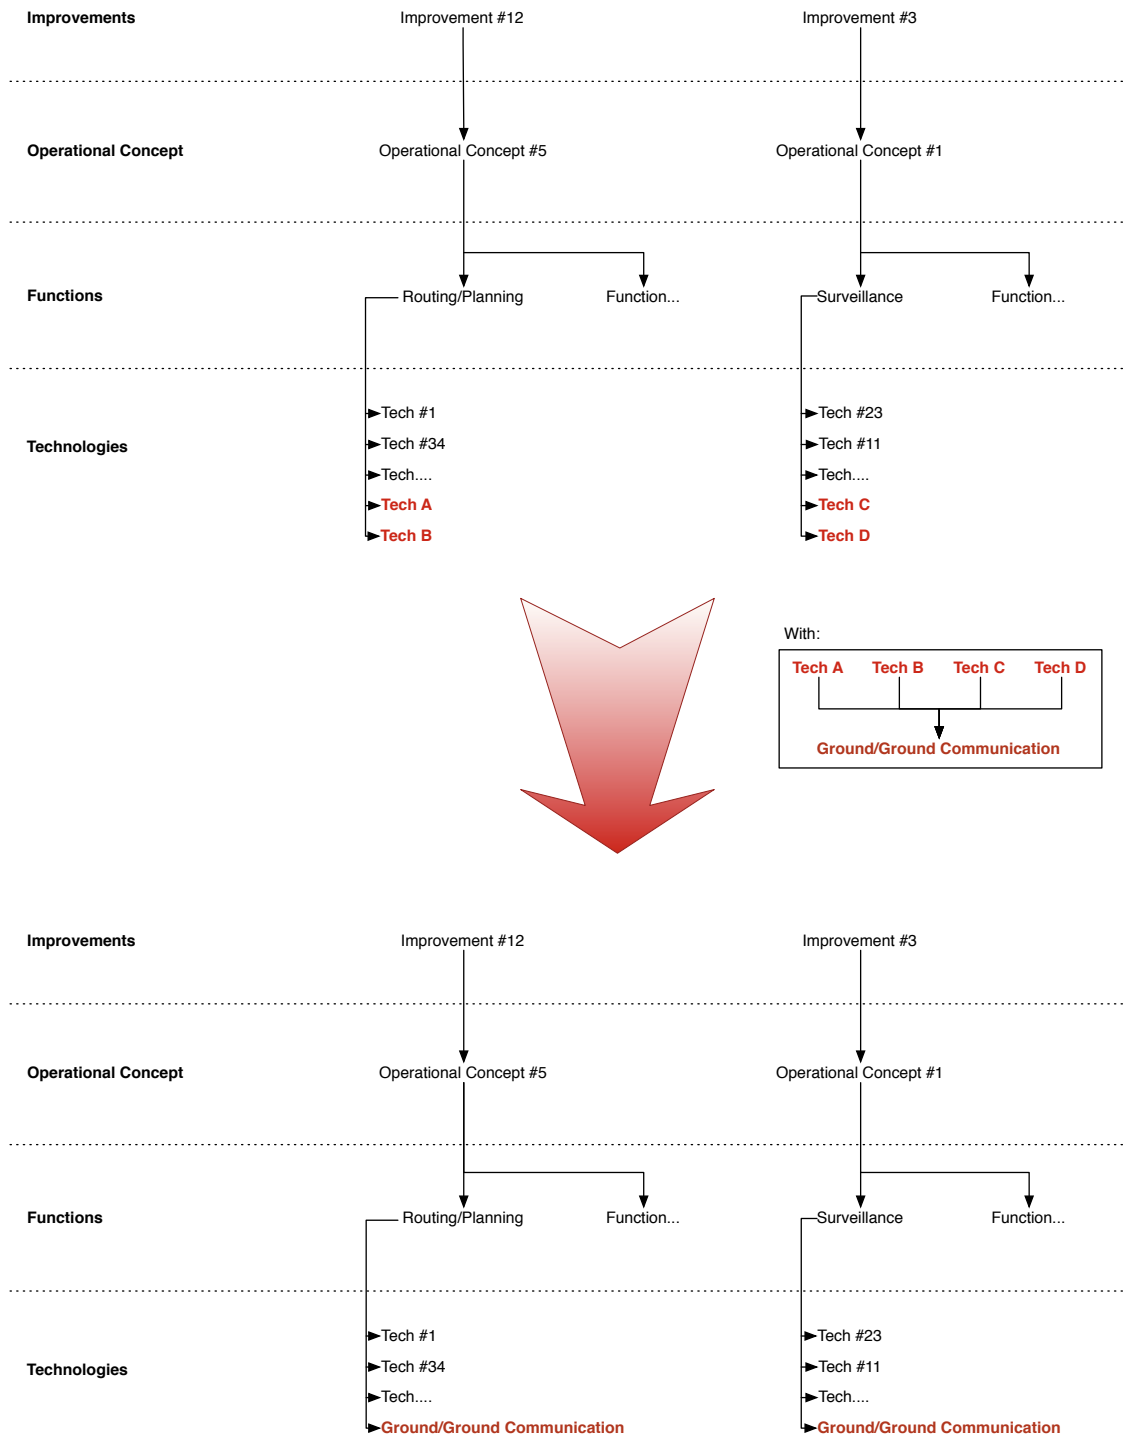 Improvements Improvement #12 Improvement #3
Operational Concept Operational Concept #5 Operational Concept #1
Functions Routing/Planning Function... Surveillance Function...
Tech #1 Tech #23
Technologies Tech #34 Tech #11
Tech.... Tech....
Tech A Tech C
Tech B Tech D
With:
Tech A Tech B Tech C Tech D
Ground/Ground Communication
Improvements Improvement #12 Improvement #3
Operational Concept Operational Concept #5 Operational Concept #1
Functions Routing/Planning Function... Surveillance Function...
Tech #1 Tech #23
Technologies Tech #34 Tech #11
Tech.... Tech....
Ground/Ground Communication Ground/Ground Communication